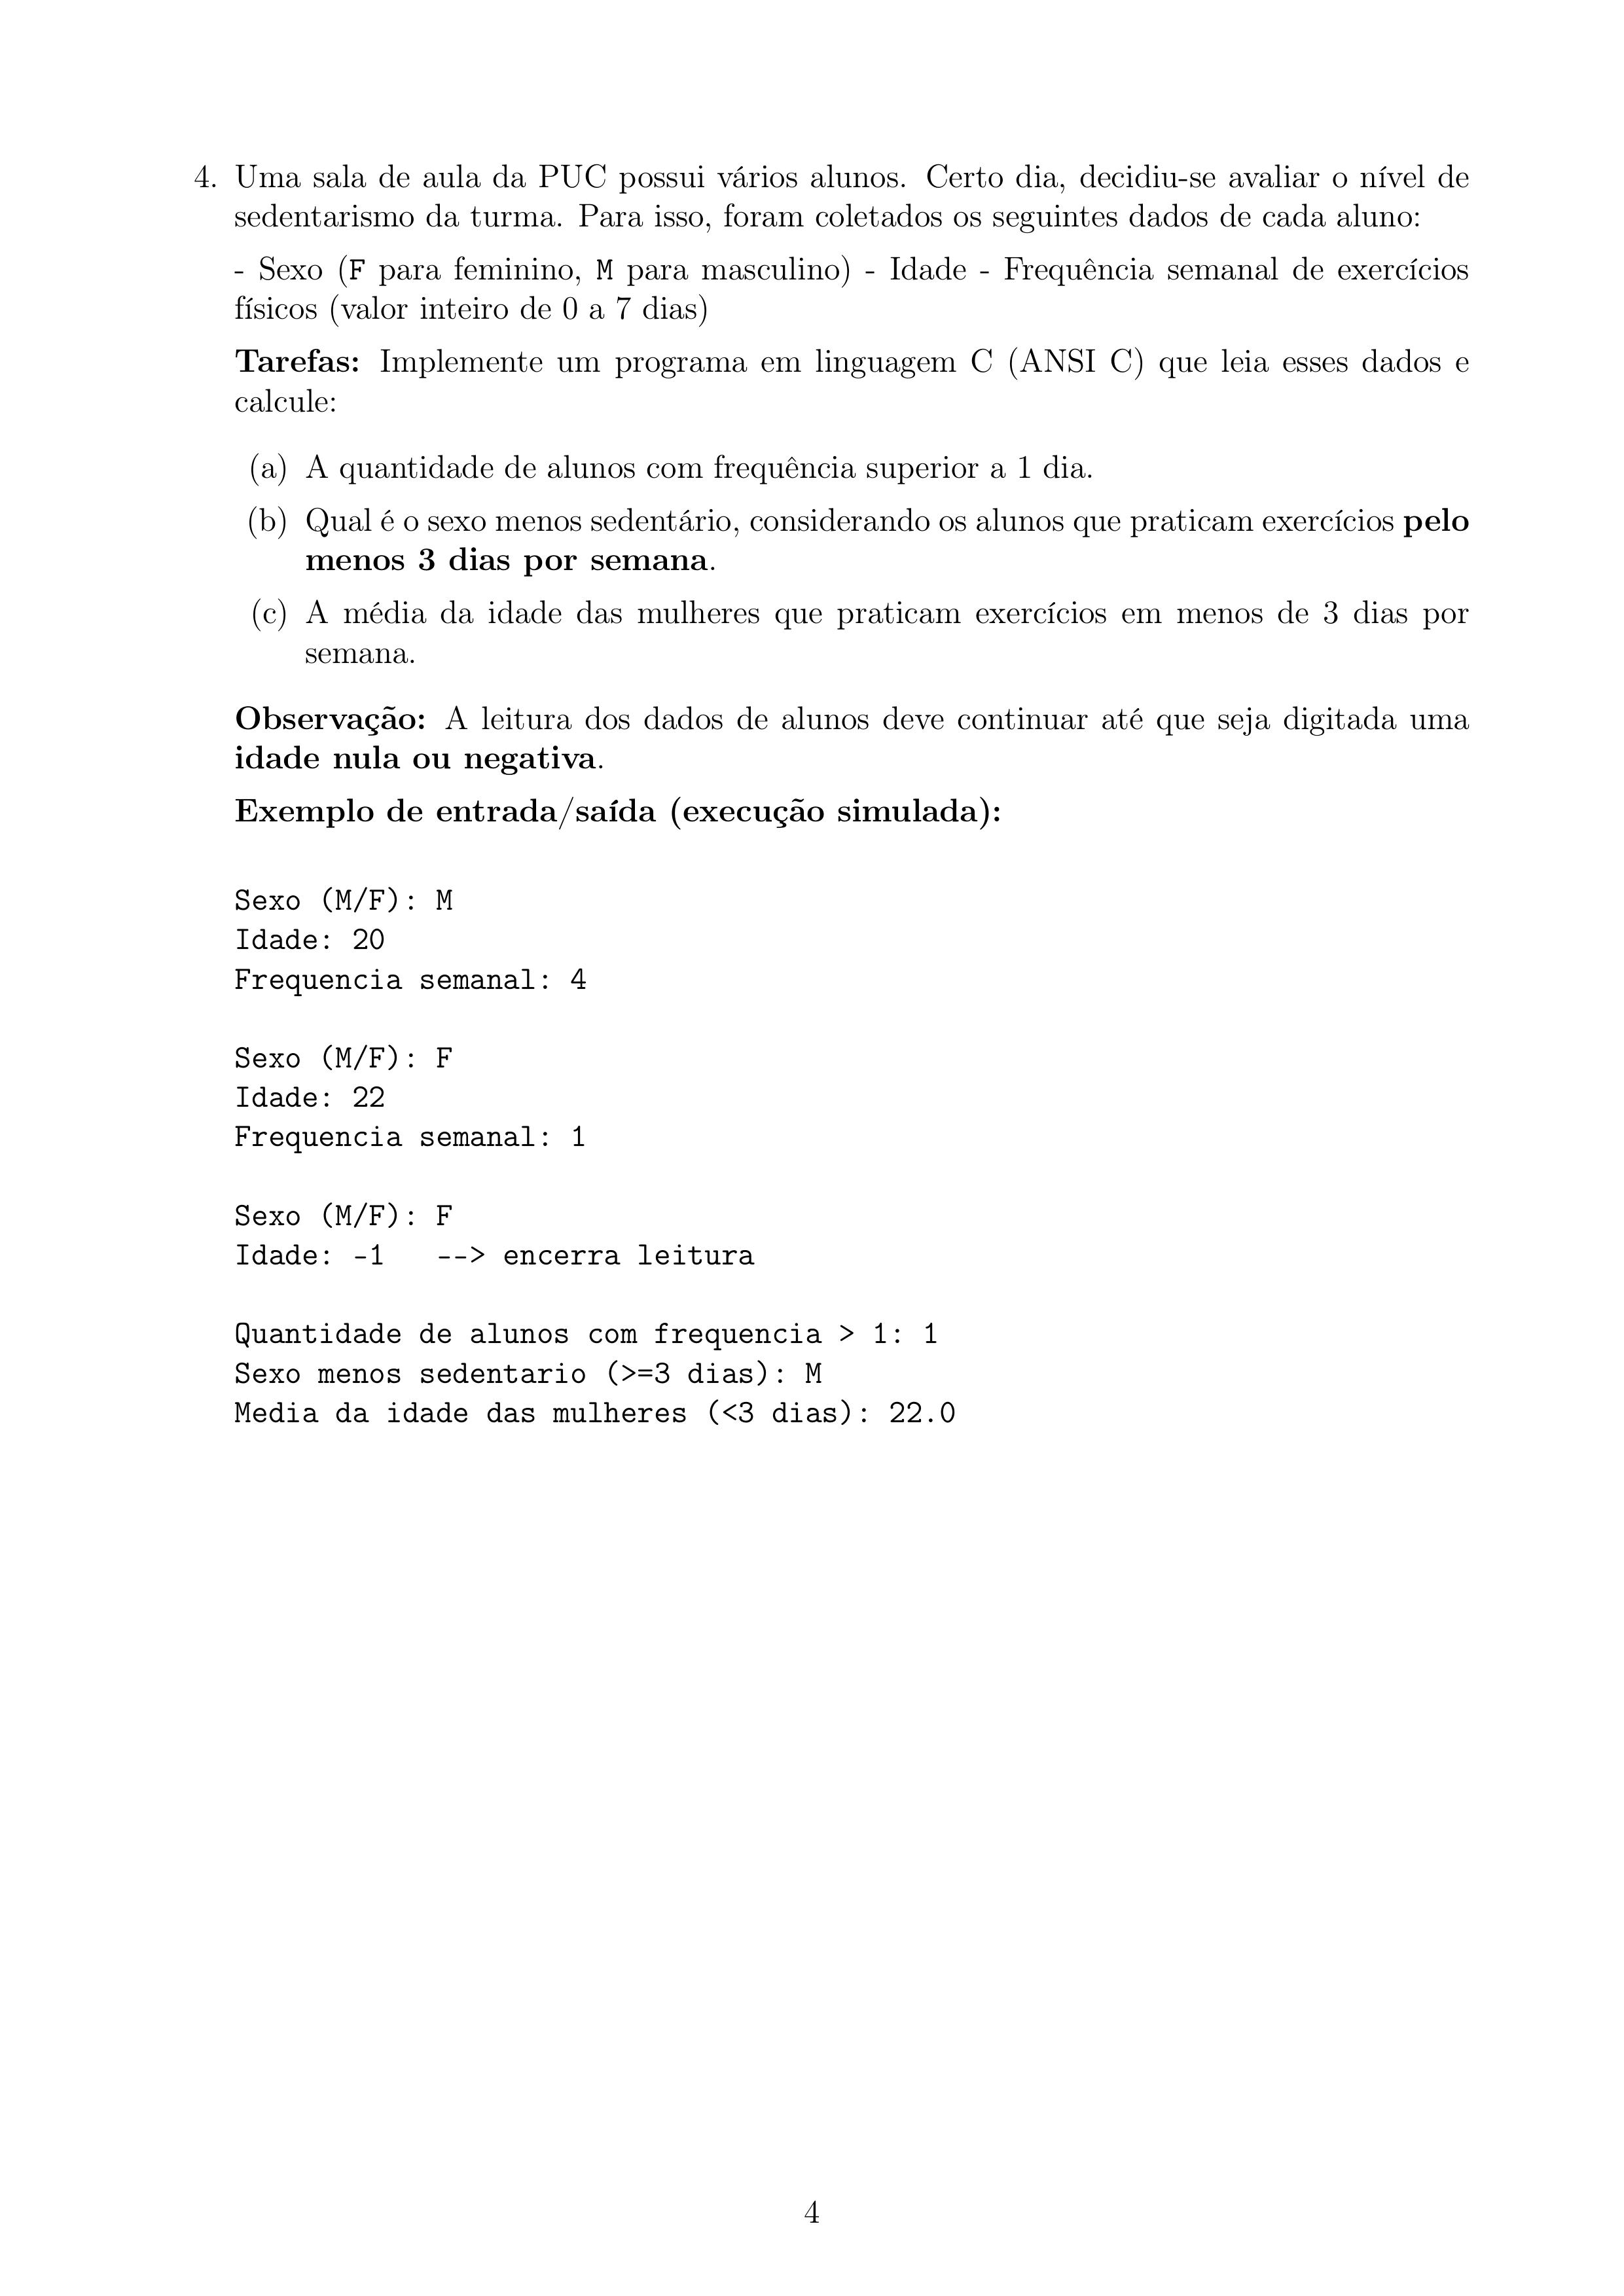 4. Uma sala de aula da PUC possui vários alunos. Certo dia, decidiu-se avaliar o nível de
sedentarismo da turma. Para isso, foram coletados os seguintes dados de cada aluno:
- Sexo (F para feminino, M para masculino) - Idade - Frequência semanal de exercícios
físicos (valor inteiro de 0 a 7 dias)
Tarefas: Implemente um programa em linguagem C (ANSI C) que leia esses dados e
calcule:
(a) A quantidade de alunos com frequência superior a 1 dia.
(b) Qual é o sexo menos sedentário, considerando os alunos que praticam exercícios pelo
menos 3 dias por semana.
(c) A média da idade das mulheres que praticam exercícios em menos de 3 dias por
semana.
Observação: A leitura dos dados de alunos deve continuar até que seja digitada uma
idade nula ou negativa.
Exemplo de entrada/saída (execução simulada):
Sexo (M/F): M
Idade: 20
Frequencia semanal: 4
Sexo (M/F): F
Idade: 22
Frequencia semanal: 1
Sexo (M/F): F
Idade: -1   --> encerra leitura
Quantidade de alunos com frequencia > 1: 1
Sexo menos sedentario (>=3 dias): M
Media da idade das mulheres (<3 dias): 22.0
4